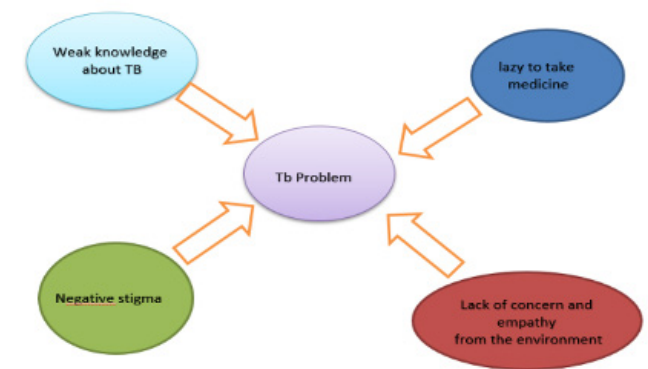 Weak knowledge
about TB
lazy to take
medicine
Tb Problem
Negative stigma
Lack of concern and
empathy
from the environment